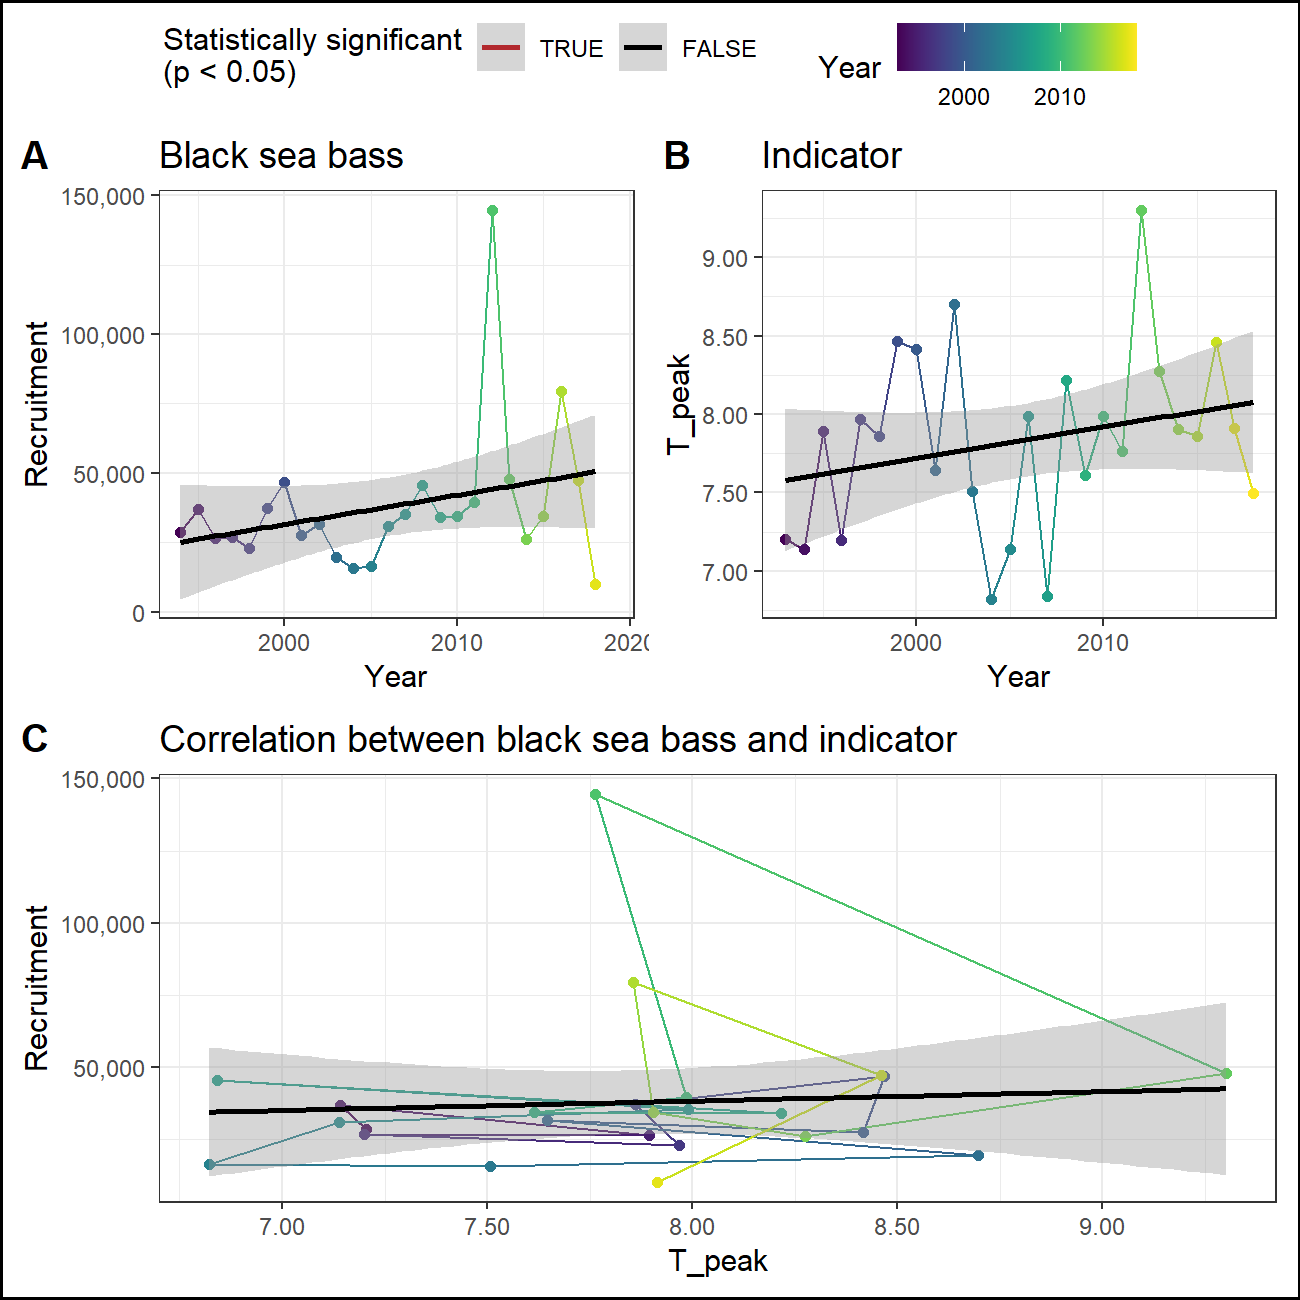 Statistically significant
(p < 0.05)
TRUE
FALSE
Year
2000
2010
A
Black sea bass
150,000
100,000
50,000
0
Recruitment
2000
2010
202
Year
B
Indicator
9.00
8.50
8.00
7.50
7.00
T_peak
2000
2010
Year
C
Correlation between black sea bass and indicator
150,000
100,000
50,000
Recruitment
7.00
7.50
8.00
8.50
9.00
T_peak